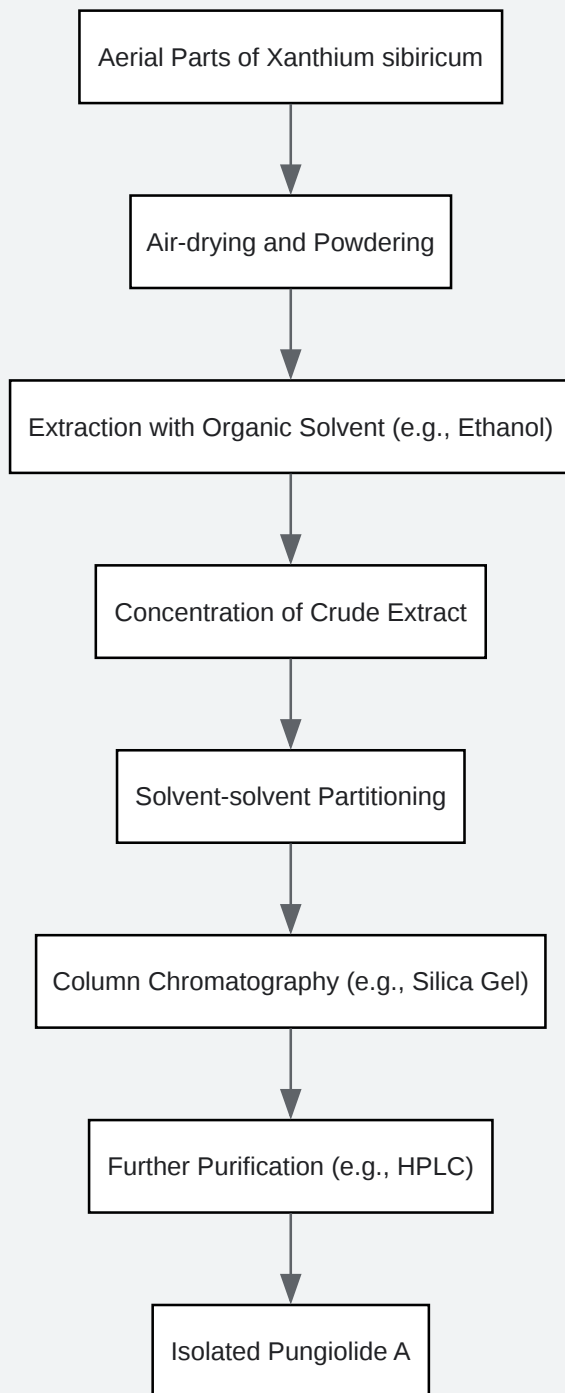 Aerial Parts of Xanthium sibiricum
Air-drying and Powdering
Extraction with Organic Solvent (e.g., Ethanol)
Concentration of Crude Extract
Solvent-solvent Partitioning
Column Chromatography (e.g., Silica Gel)
Further Purification (e.g., HPLC)
Isolated Pungiolide A